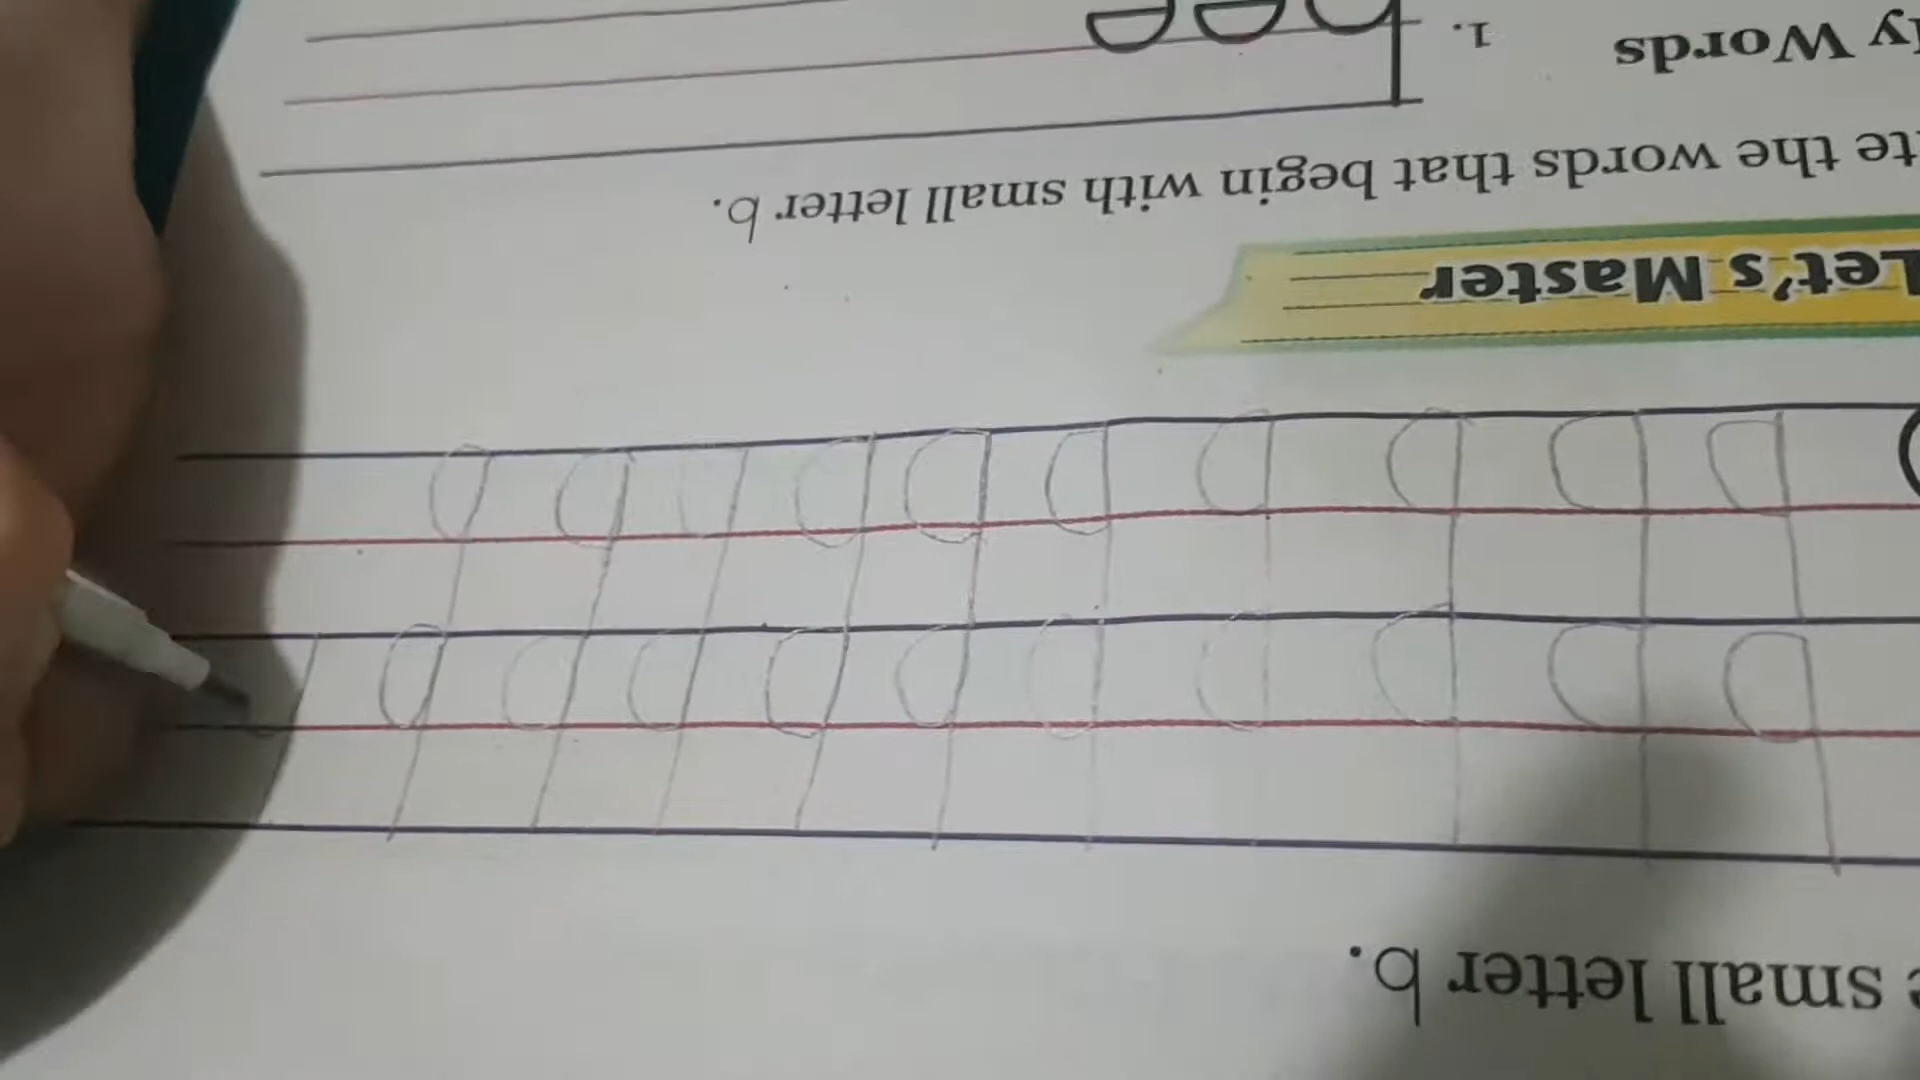 small letter b.
b b b b b b b b b b
b b b b b b b b b b
Let's Master
the words that begin with small letter b.
Words 1. bee